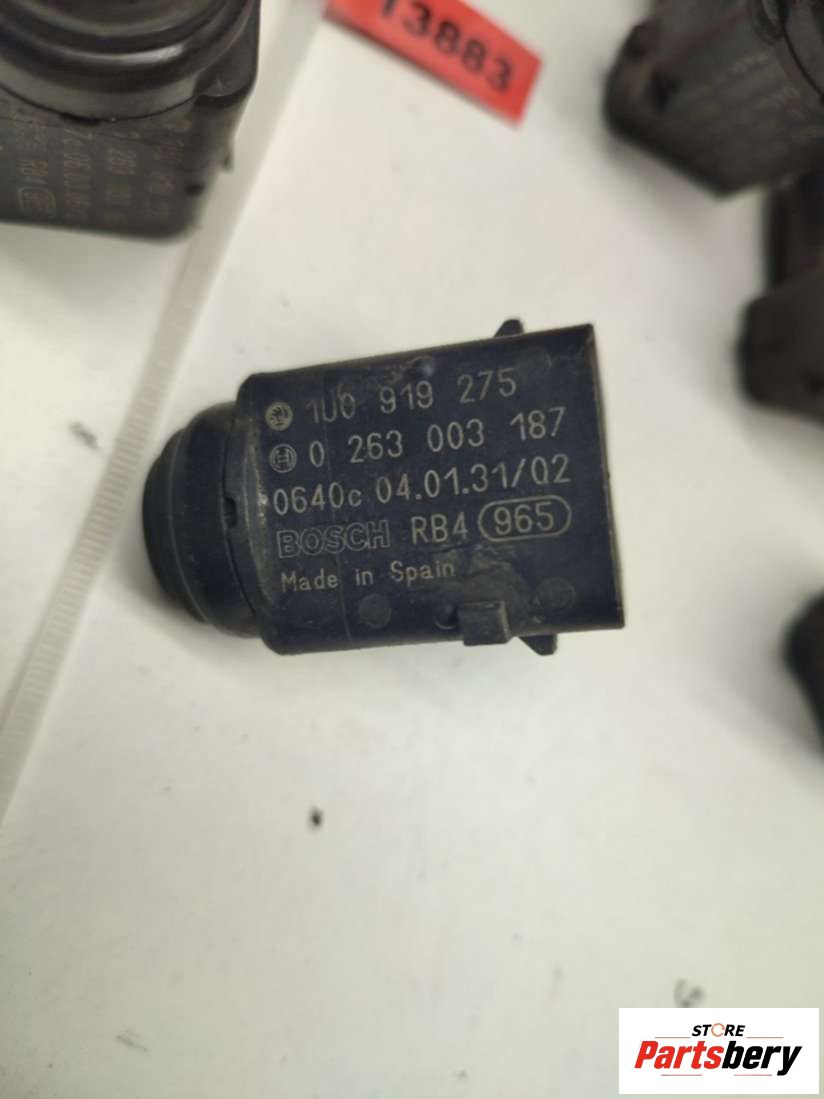 13883
1U0 919 275
0 263 003 187
0640c 04.01.31/02
BOSCH RB4 965
Made in Spain
STORE
Partsbery